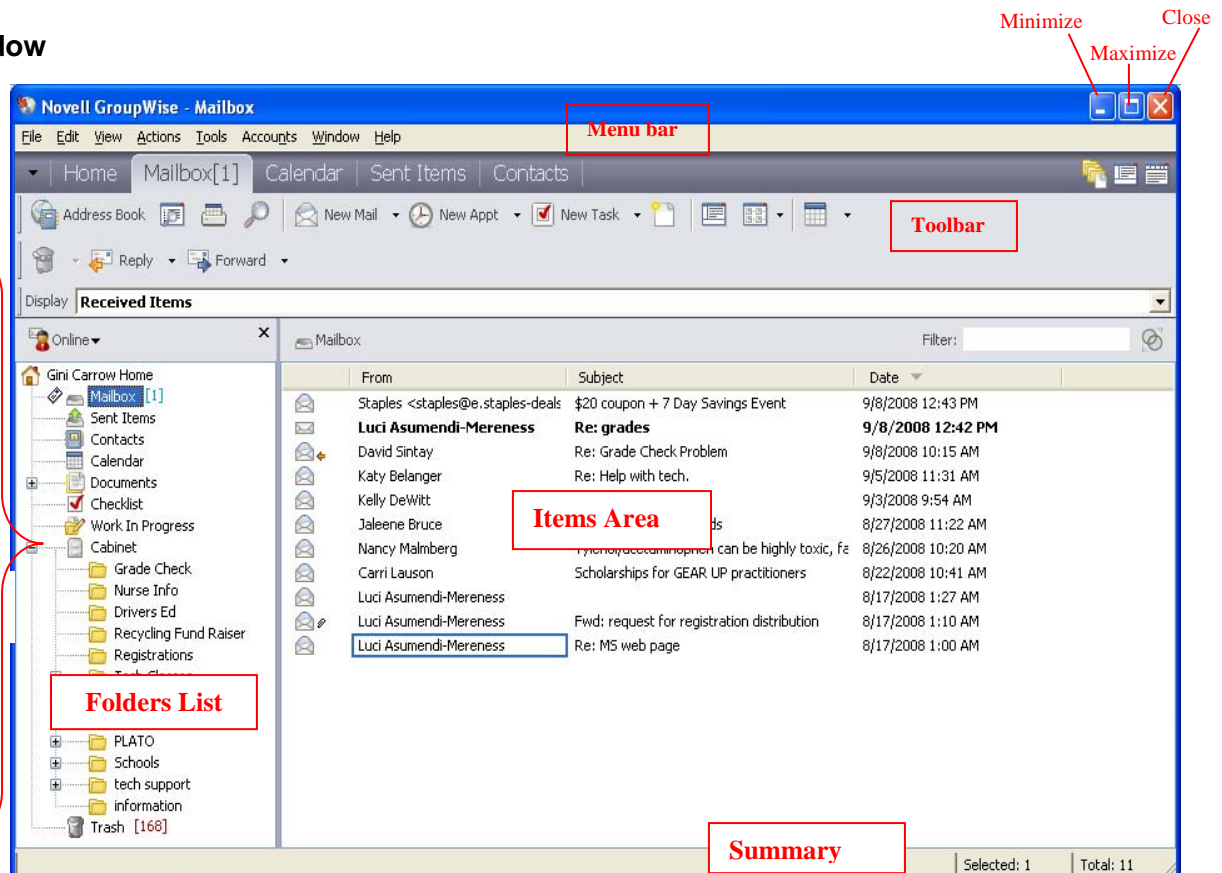 Minimize Close
low
Maximize
Novell GroupWise - Mailbox
File Edit View Actions Tools Accounts Window Help
Menu bar
Home Mailbox[1] Calendar Sent Items Contacts
Address Book New Mail New Appt New Task
Toolbar
Reply Forward
Display Received Items
Online Mailbox Filter:
Gini Carrow Home
Mailbox [1]
Sent Items
Contacts
Calendar
Documents
Checklist
Work In Progress
Cabinet
Grade Check
Nurse Info
Drivers Ed
Recycling Fund Raiser
Registrations
Folders List
PLATO
Schools
tech support
information
Trash [168]
From Subject Date
Staples <staples@e.staples-deals $20 coupon + 7 Day Savings Event 9/8/2008 12:43 PM
Luci Asumendi-Mereness Re: grades 9/8/2008 12:42 PM
David Sintay Re: Grade Check Problem 9/8/2008 10:15 AM
Katy Belanger Re: Help with tech. 9/5/2008 11:31 AM
Kelly DeWitt 9/3/2008 9:54 AM
Items Area
Jaleene Bruce ds 8/27/2008 11:22 AM
Nancy Malmberg can be highly toxic, fa 8/26/2008 10:20 AM
Carri Lauson Scholarships for GEAR UP practitioners 8/22/2008 10:41 AM
Luci Asumendi-Mereness 8/17/2008 1:27 AM
Luci Asumendi-Mereness Fwd: request for registration distribution 8/17/2008 1:10 AM
Luci Asumendi-Mereness Re: MS web page 8/17/2008 1:00 AM
Summary
Selected: 1 Total: 11